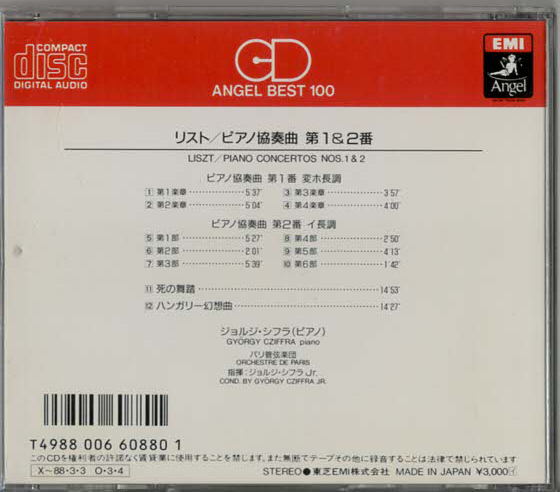 COMPACT
disc
DIGITAL AUDIO
CD
ANGEL BEST 100
EMI
Angel
リスト／ピアノ協奏曲 第1&2番
LISZT／PIANO CONCERTOS NOS.1 & 2
ピアノ協奏曲 第1番 変ホ長調
1 第1楽章 5'37"
2 第2楽章 5'04"
3 第3楽章 3'57"
4 第4楽章 4'00"
ピアノ協奏曲 第2番 イ長調
5 第1部 5'27"
6 第2部 2'01"
7 第3部 5'39"
8 第4部 2'50"
9 第5部 4'13"
10 第6部 1'42"
11 死の舞踏 14'53"
12 ハンガリー幻想曲 14'27"
ジョルジ・シフラ(ピアノ)
GYÖRGY CZIFFRA piano
パリ管弦楽団
ORCHESTRE DE PARIS
指揮：ジョルジ・シフラJr.
COND. BY GYÖRGY CZIFFRA JR.
T4988 006 60880 1
このCDを権利者の許諾なく賃貸業に使用することを禁じます。また無断でテープその他に録音することは法律で禁じられています
X〜88・3・3 O・3・4
STEREO●東芝EMI株式会社 MADE IN JAPAN ¥3,000